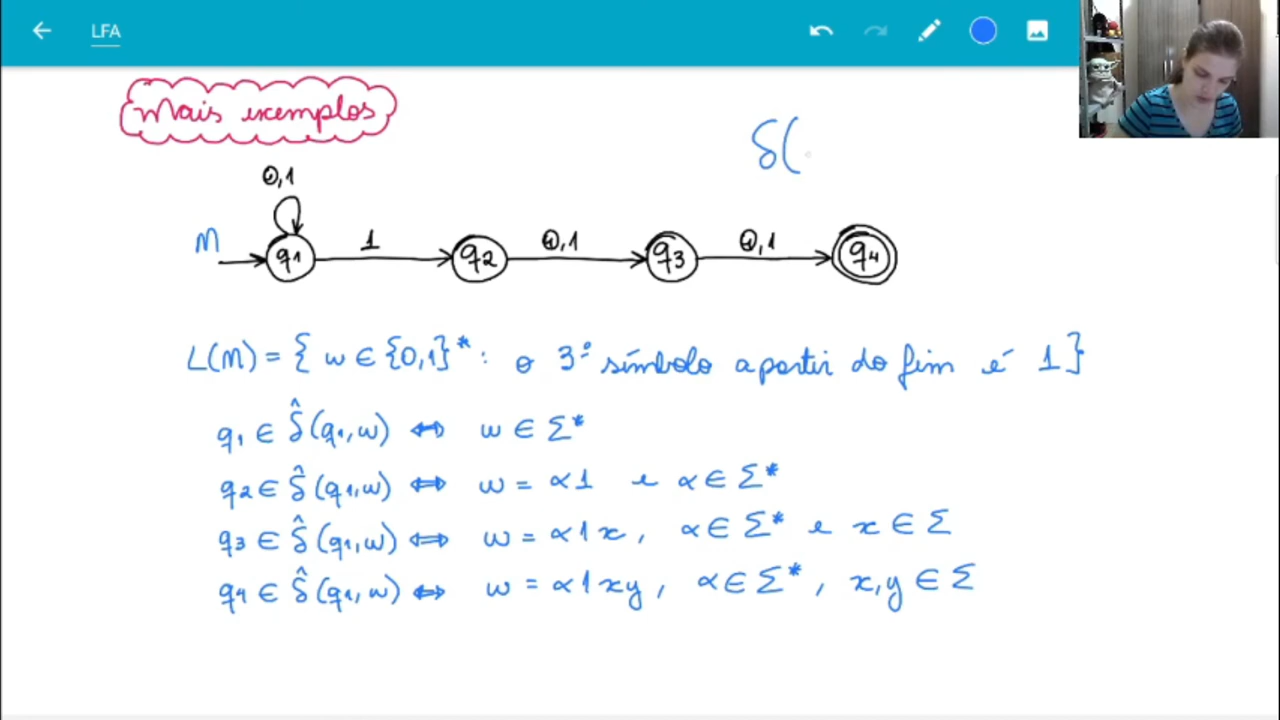 LFA
Mais exemplos
δ(
0,1
M q1 1 q2 0,1 q3 0,1 q4
L(M) = { w ∈ {0,1}* : o 3º símbolo a partir do fim é 1 }
q1 ∈ δ̂(q1,w) ⇔ w ∈ Σ*
q2 ∈ δ̂(q1,w) ⇔ w = α1 e α ∈ Σ*
q3 ∈ δ̂(q1,w) ⇔ w = α1x, α ∈ Σ* e x ∈ Σ
q4 ∈ δ̂(q1,w) ⇔ w = α1xy, α ∈ Σ*, x,y ∈ Σ